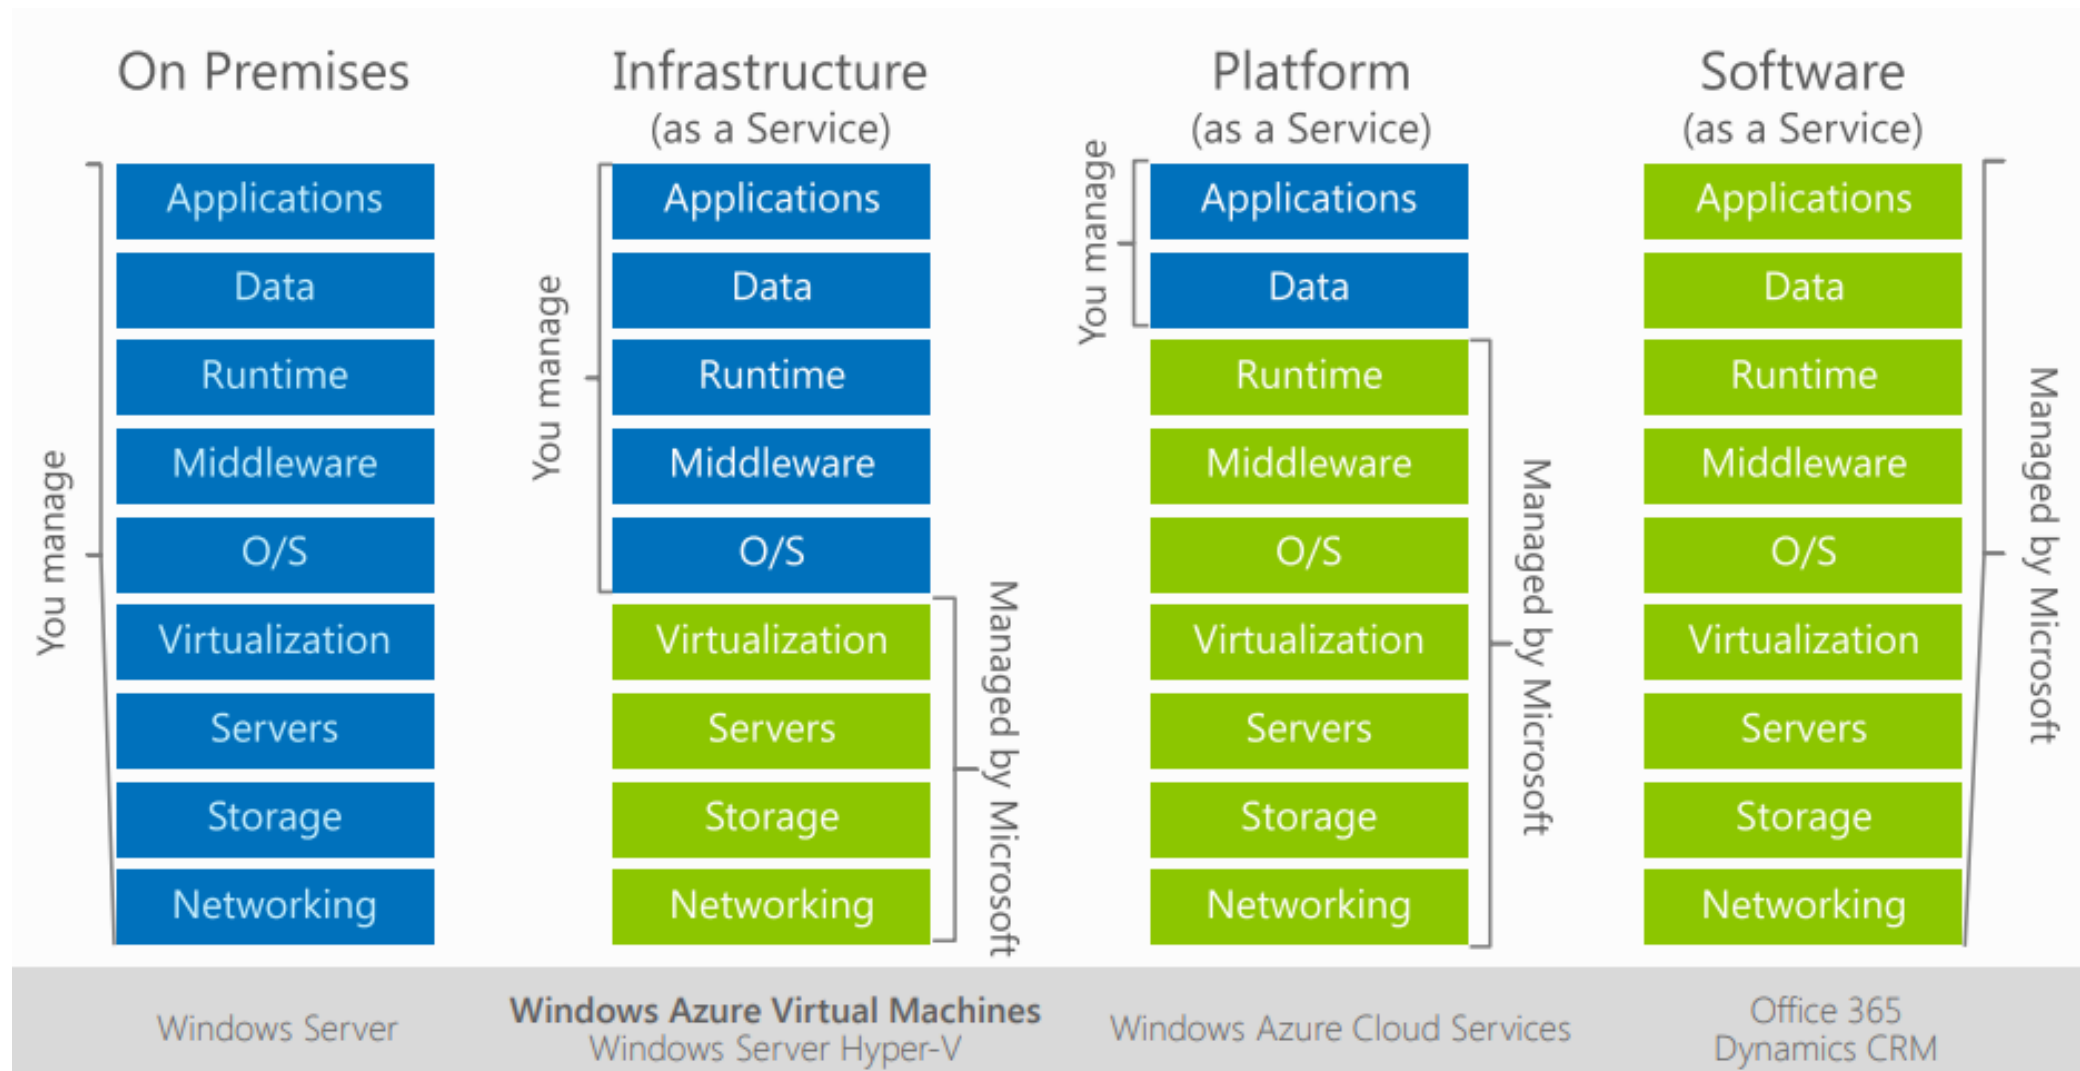 On Premises
You manage
Applications
Data
Runtime
Middleware
O/S
Virtualization
Servers
Storage
Networking
Windows Server
Infrastructure
(as a Service)
You manage
Applications
Data
Runtime
Middleware
O/S
Virtualization
Servers
Storage
Networking
Managed by Microsoft
Windows Azure Virtual Machines
Windows Server Hyper-V
Platform
(as a Service)
You manage
Applications
Data
Runtime
Middleware
O/S
Virtualization
Servers
Storage
Networking
Managed by Microsoft
Windows Azure Cloud Services
Software
(as a Service)
Applications
Data
Runtime
Middleware
O/S
Virtualization
Servers
Storage
Networking
Managed by Microsoft
Office 365
Dynamics CRM